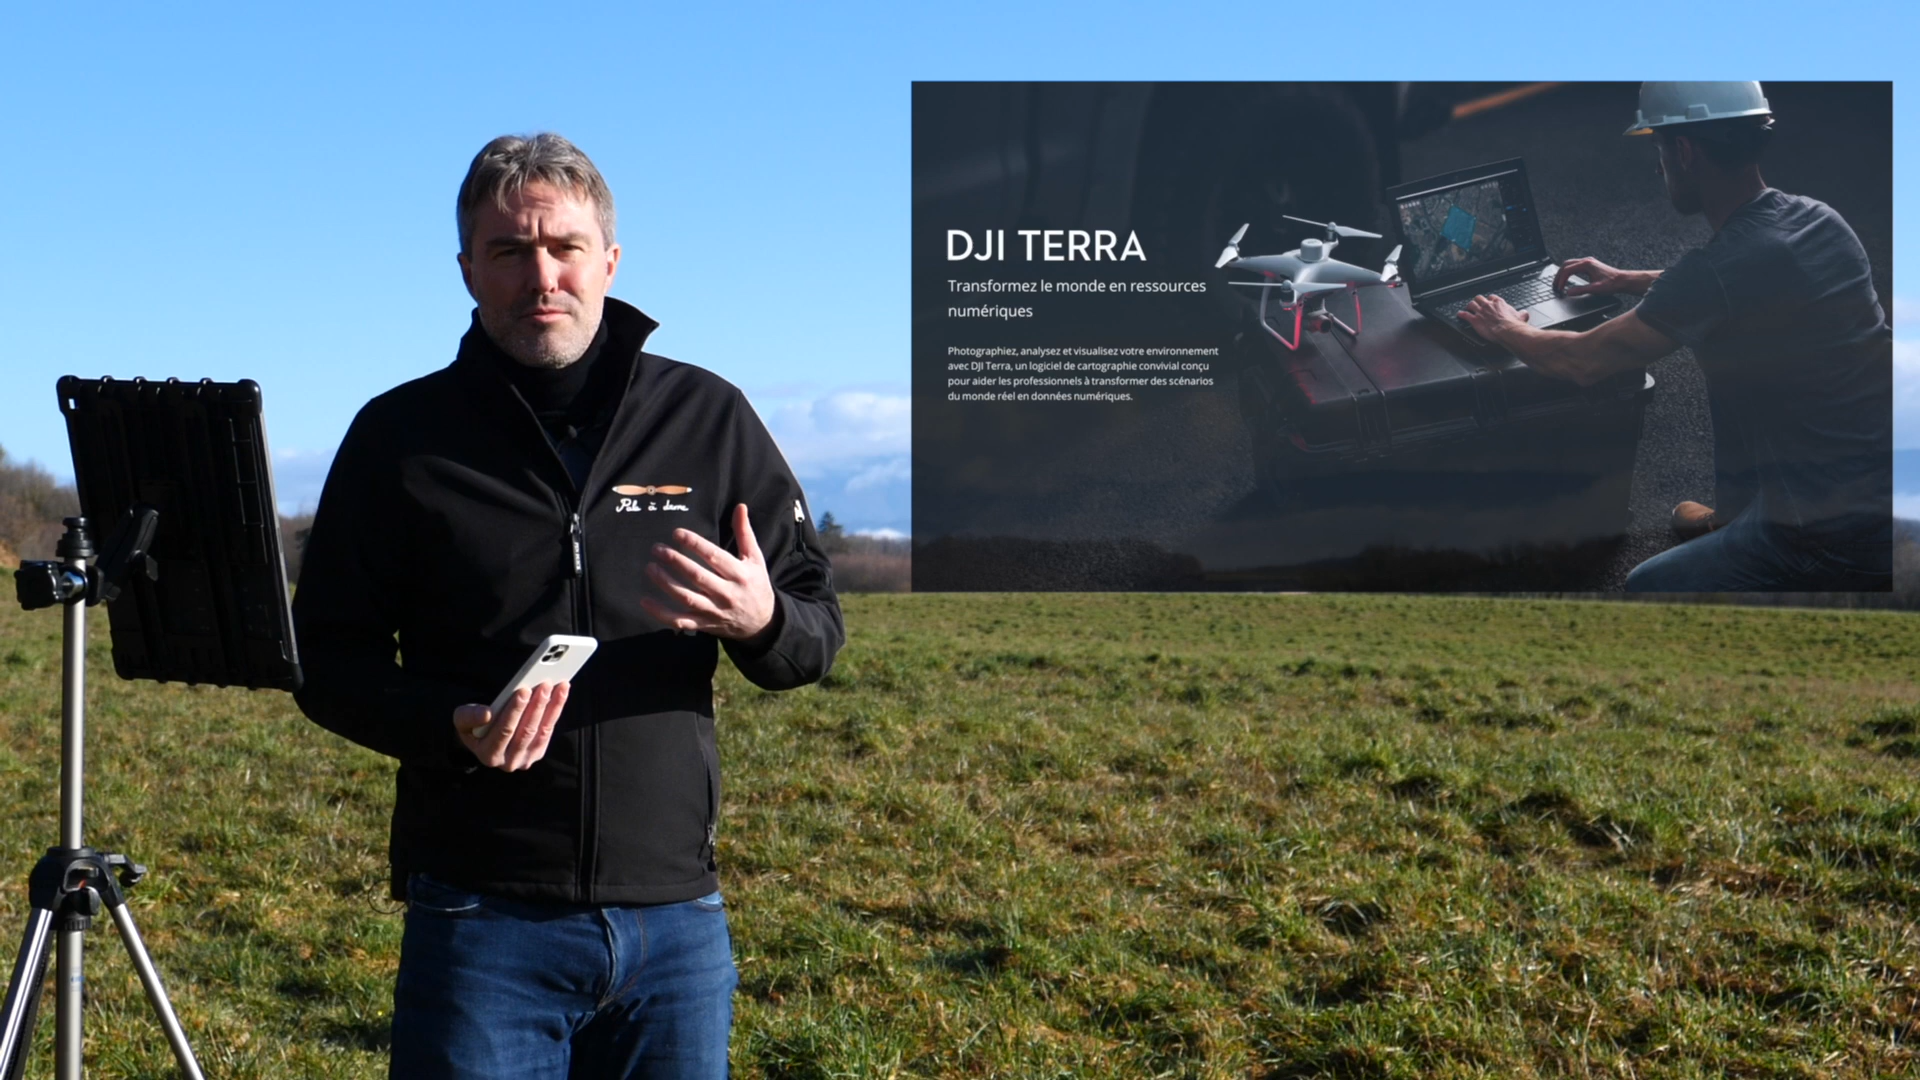 DJI TERRA
Transformez le monde en ressources
numériques
Photographiez, analysez et visualisez votre environnement
avec DJI Terra, un logiciel de cartographie convivial conçu
pour aider les professionnels à transformer des scénarios
du monde réel en données numériques.